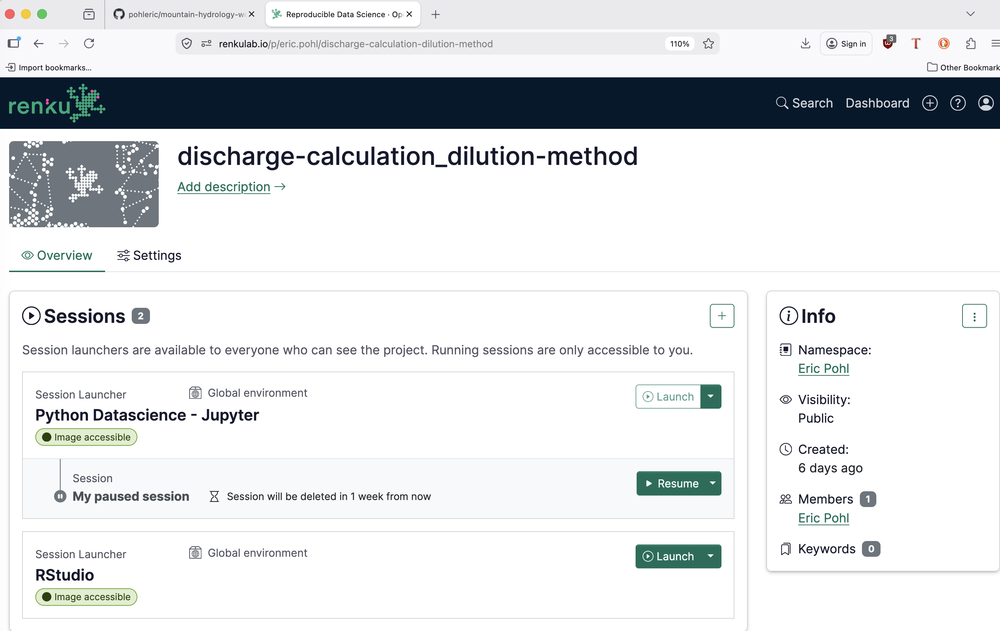 pohleric/mountain-hydrology-w
Reproducible Data Science · Op
renkulab.io/p/eric.pohl/discharge-calculation-dilution-method
110%
Sign in
3
T
Import bookmarks...
Other Bookmark
renku
Search
Dashboard
discharge-calculation_dilution-method
Add description →
Overview
Settings
Sessions 2
Session launchers are available to everyone who can see the project. Running sessions are only accessible to you.
Session Launcher
Global environment
Launch
Python Datascience - Jupyter
Image accessible
Session
My paused session
Session will be deleted in 1 week from now
Resume
Session Launcher
Global environment
Launch
RStudio
Image accessible
Info
Namespace:
Eric Pohl
Visibility:
Public
Created:
6 days ago
Members 1
Eric Pohl
Keywords 0